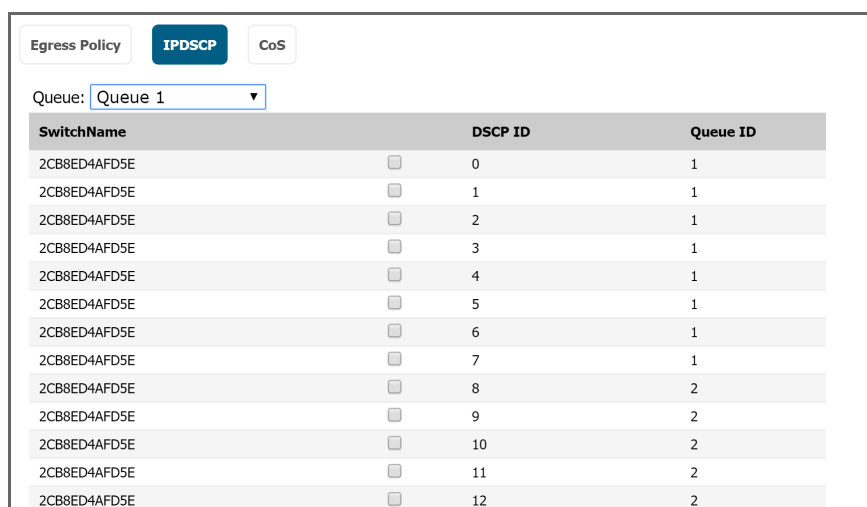 Egress Policy IPDSCP CoS
Queue: Queue 1
SwitchName DSCP ID Queue ID
2CB8ED4AFD5E 0 1
2CB8ED4AFD5E 1 1
2CB8ED4AFD5E 2 1
2CB8ED4AFD5E 3 1
2CB8ED4AFD5E 4 1
2CB8ED4AFD5E 5 1
2CB8ED4AFD5E 6 1
2CB8ED4AFD5E 7 1
2CB8ED4AFD5E 8 2
2CB8ED4AFD5E 9 2
2CB8ED4AFD5E 10 2
2CB8ED4AFD5E 11 2
2CB8ED4AFD5E 12 2